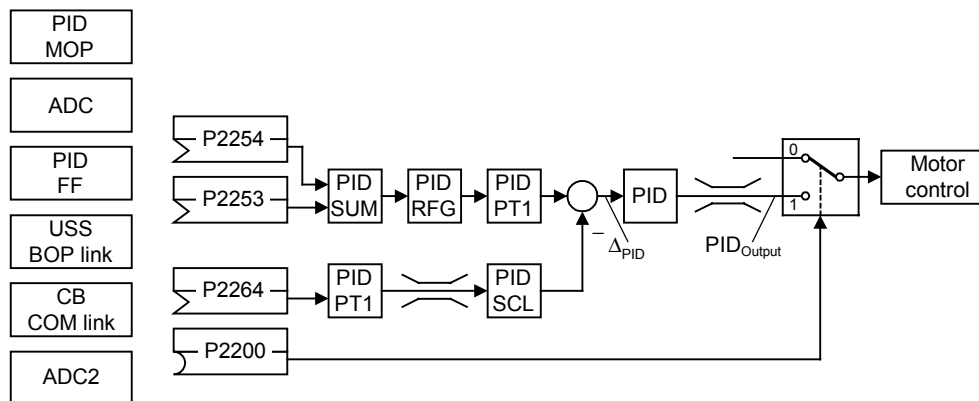 PID
MOP
ADC
PID
FF
USS
BOP link
CB
COM link
ADC2
P2254
P2253
P2264
P2200
PID
SUM
PID
RFG
PID
PT1
−
ΔPID
PID
PIDOutput
0
1
Motor
control
PID
PT1
PID
SCL